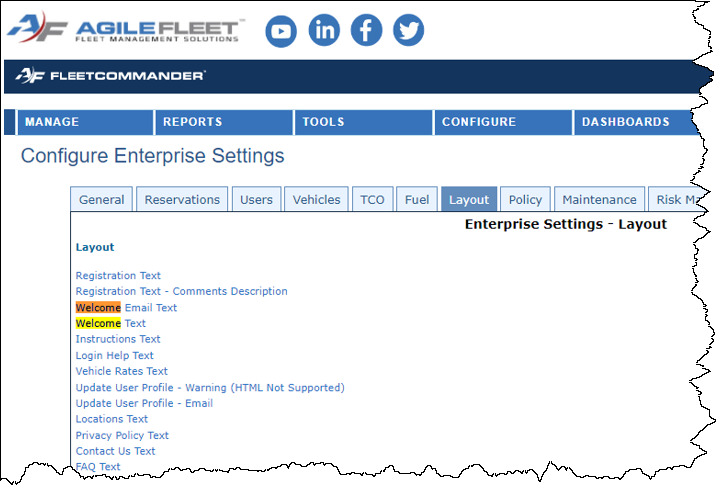 AGILEFLEET™
FLEET MANAGEMENT SOLUTIONS
FLEETCOMMANDER®
MANAGE REPORTS TOOLS CONFIGURE DASHBOARDS
Configure Enterprise Settings
General Reservations Users Vehicles TCO Fuel Layout Policy Maintenance Risk Ma
Enterprise Settings - Layout
Layout
Registration Text
Registration Text - Comments Description
Welcome Email Text
Welcome Text
Instructions Text
Login Help Text
Vehicle Rates Text
Update User Profile - Warning (HTML Not Supported)
Update User Profile - Email
Locations Text
Privacy Policy Text
Contact Us Text
FAQ Text